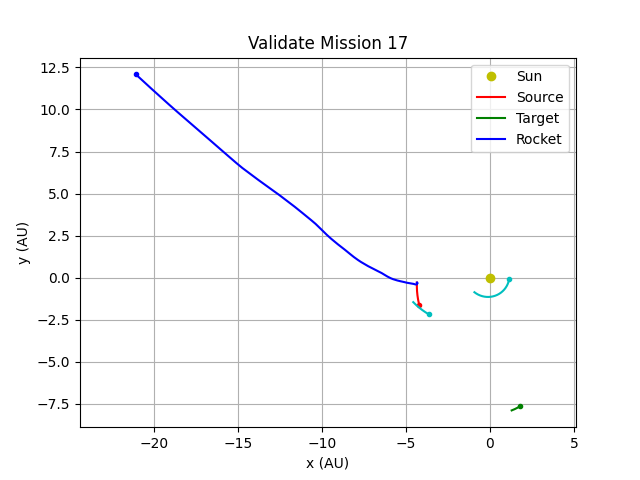 Validate Mission 17
Sun
Source
Target
Rocket
y (AU)
12.5
10.0
7.5
5.0
2.5
0.0
−2.5
−5.0
−7.5
−20
−15
−10
−5
0
5
x (AU)